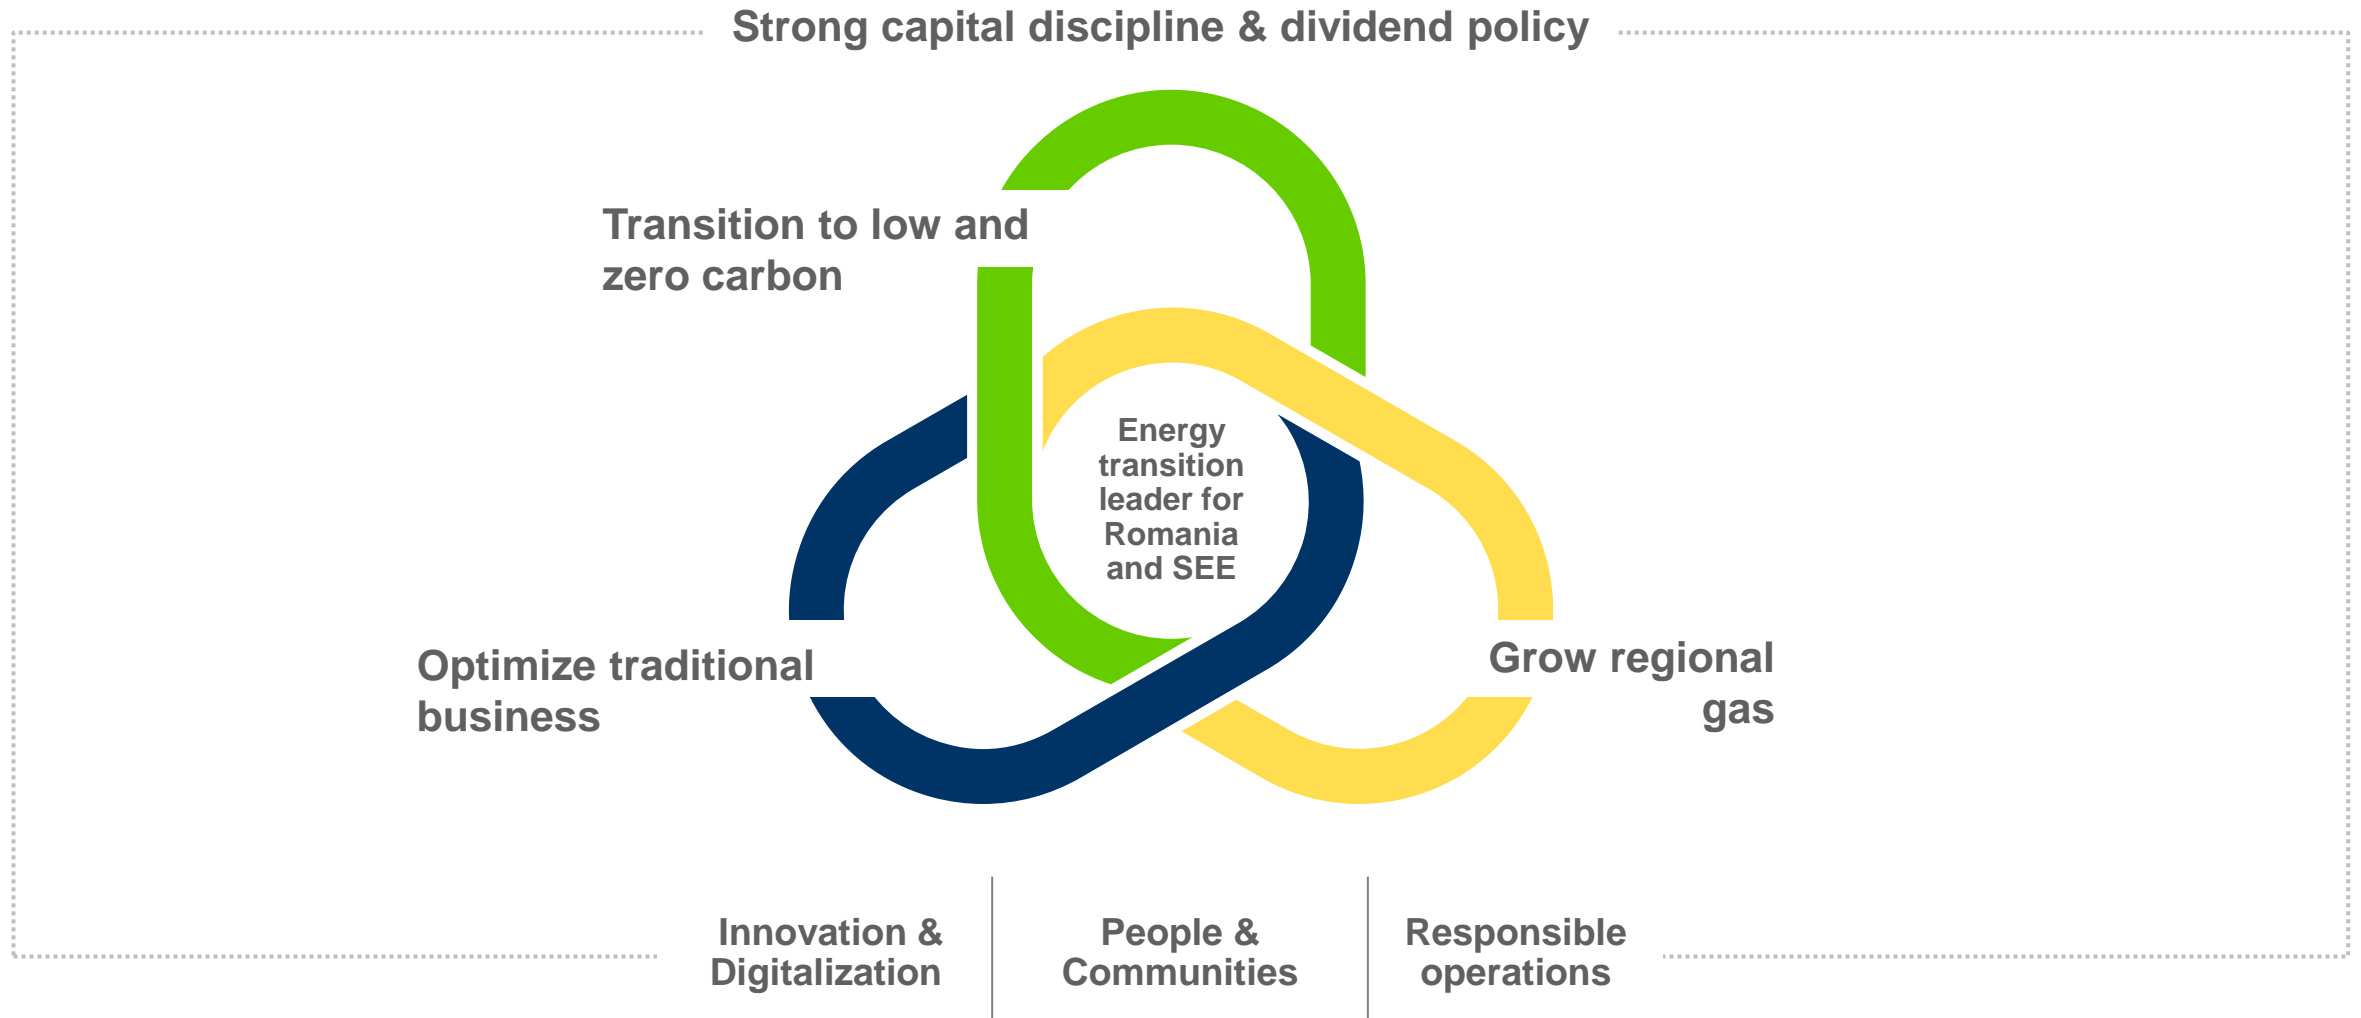 Strong capital discipline & dividend policy
Transition to low and
zero carbon
Energy
transition
leader for
Romania
and SEE
Optimize traditional
business
Grow regional
gas
Innovation &
Digitalization
People &
Communities
Responsible
operations